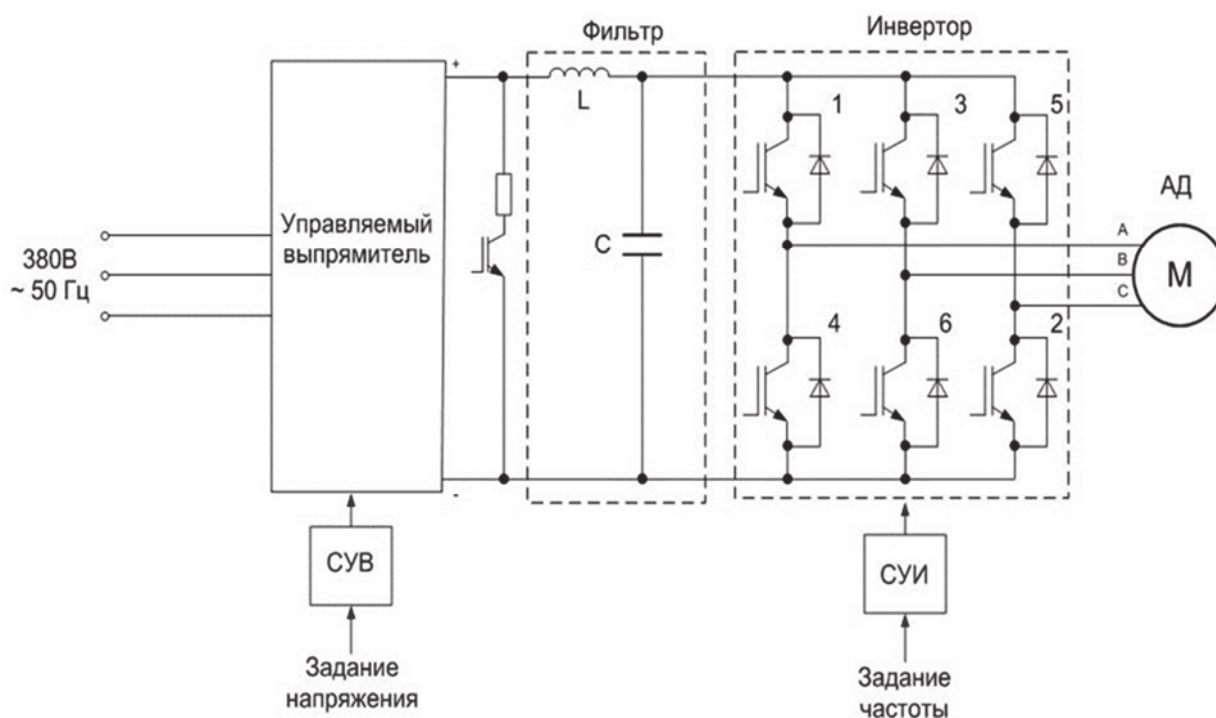 Фильтр
Инвертор
+
L
1
3
5
АД
Управляемый
выпрямитель
380В
~ 50 Гц
C
A
B
C
M
4
6
2
-
СУВ
СУИ
Задание
напряжения
Задание
частоты